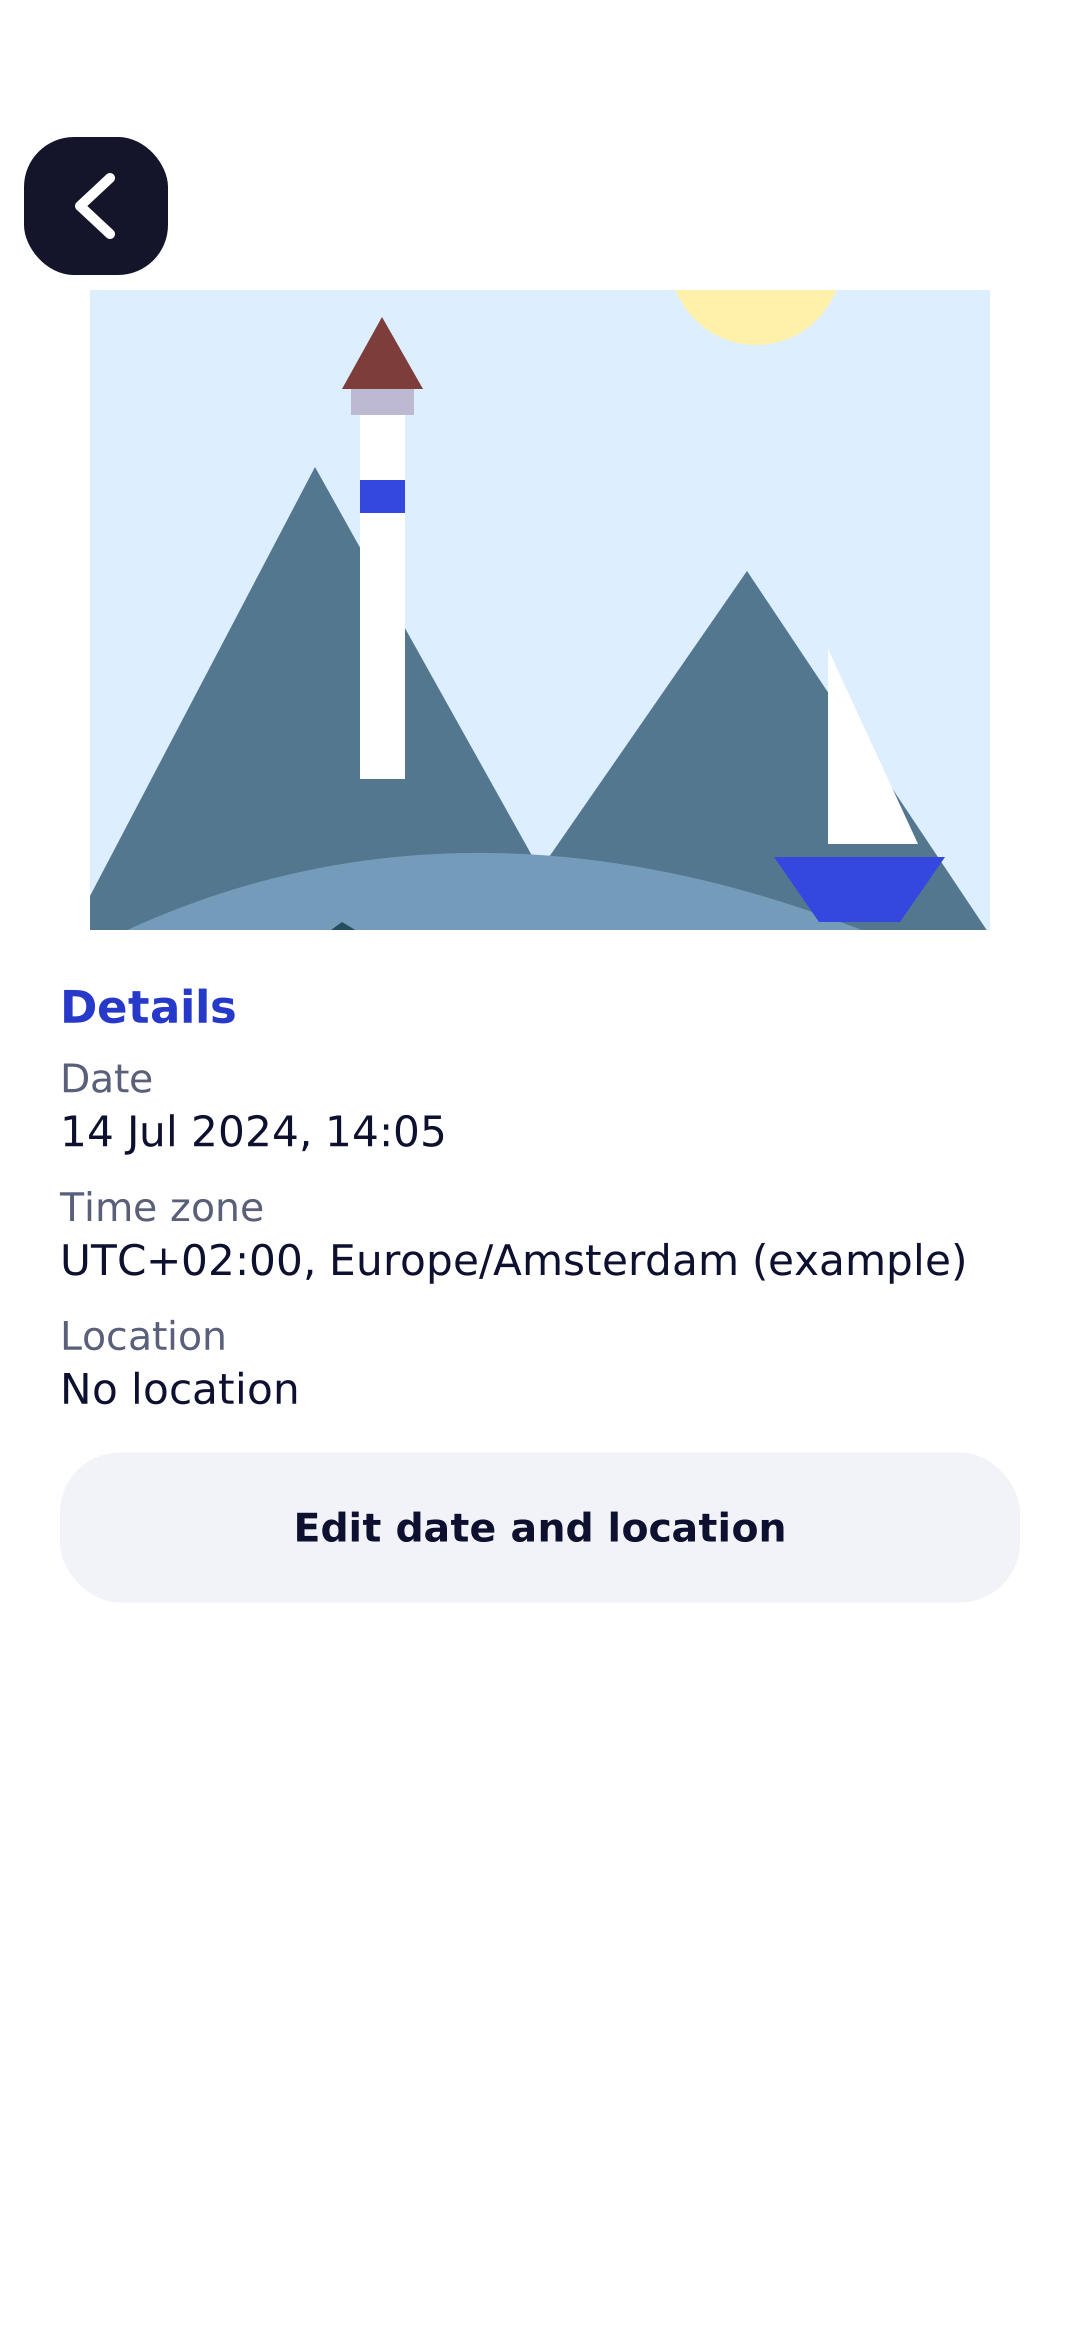 Details
Date
14 Jul 2024, 14:05
Time zone
UTC+02:00, Europe/Amsterdam (example)
Location
No location
Edit date and location